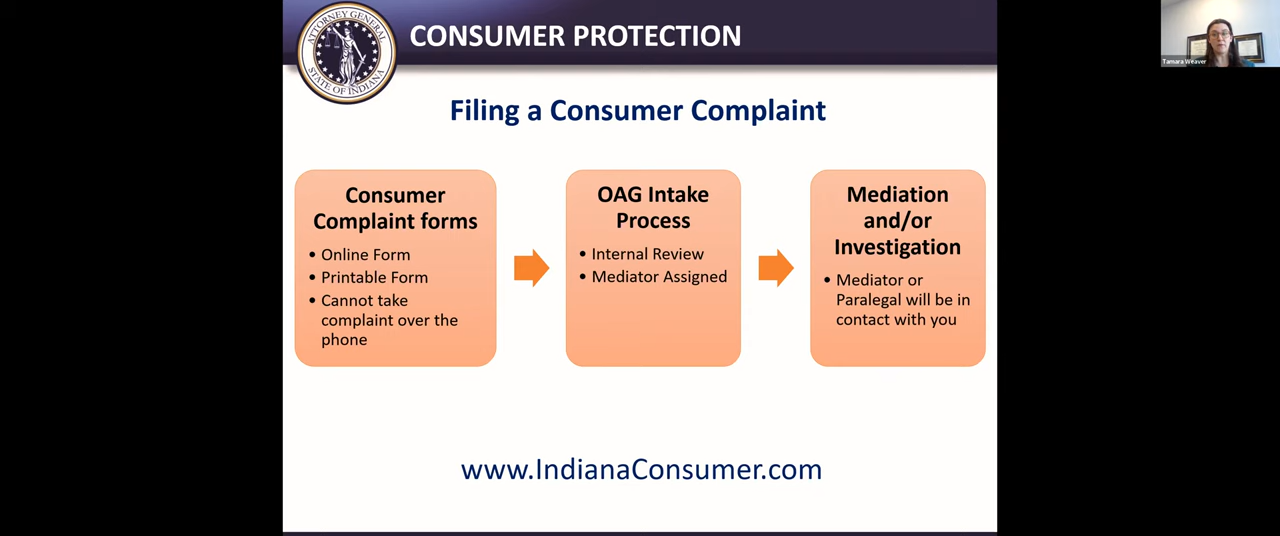 ATTORNEY GENERAL
STATE OF INDIANA
CONSUMER PROTECTION
Tamara Weaver
Filing a Consumer Complaint
Consumer
Complaint forms
• Online Form
• Printable Form
• Cannot take
complaint over the
phone
OAG Intake
Process
• Internal Review
• Mediator Assigned
Mediation
and/or
Investigation
• Mediator or
Paralegal will be in
contact with you
www.IndianaConsumer.com